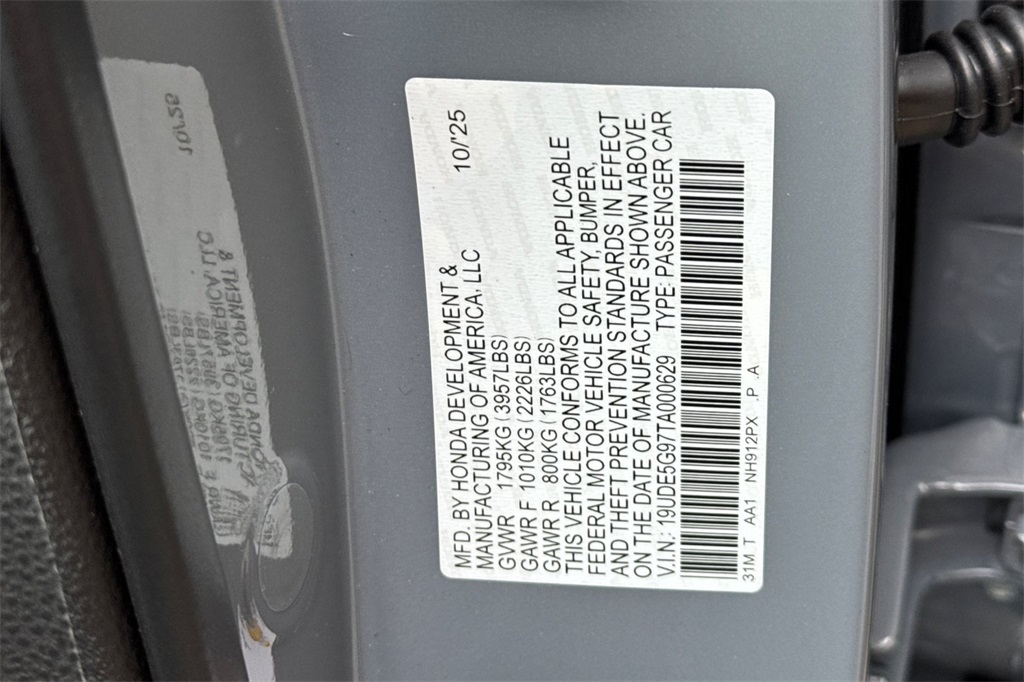 MFD. BY HONDA DEVELOPMENT & 10/'25
MANUFACTURING OF AMERICA, LLC
GVWR 1795KG (3957LBS)
GAWR F 1010KG (2226LBS)
GAWR R 800KG (1763LBS)
THIS VEHICLE CONFORMS TO ALL APPLICABLE
FEDERAL MOTOR VEHICLE SAFETY, BUMPER,
AND THEFT PREVENTION STANDARDS IN EFFECT
ON THE DATE OF MANUFACTURE SHOWN ABOVE.
V.I.N.: 19UDE5G97TA000629 TYPE: PASSENGER CAR
31M T AA1 NH912PX .P .A